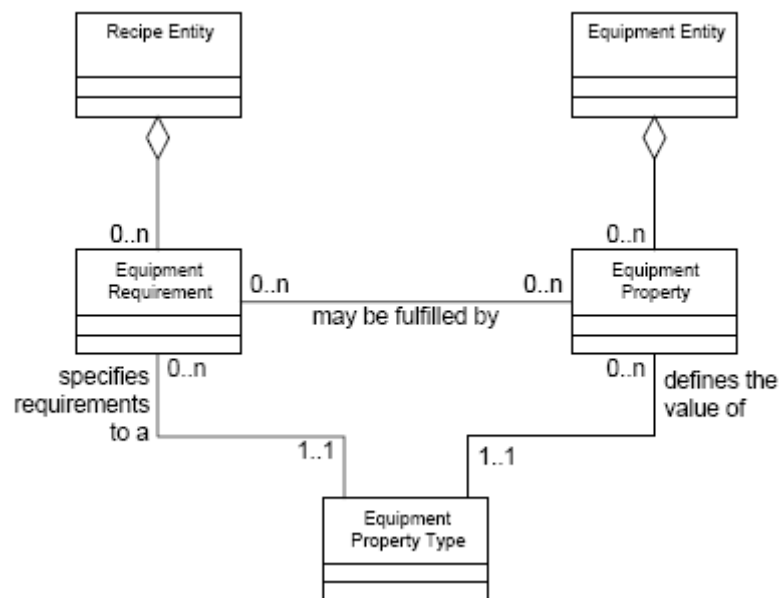 Recipe Entity
Equipment Entity
0..n
0..n
Equipment
Requirement
Equipment
Property
0..n
0..n
may be fulfilled by
0..n
0..n
specifies
requirements
to a
defines the
value of
1..1
1..1
Equipment
Property Type